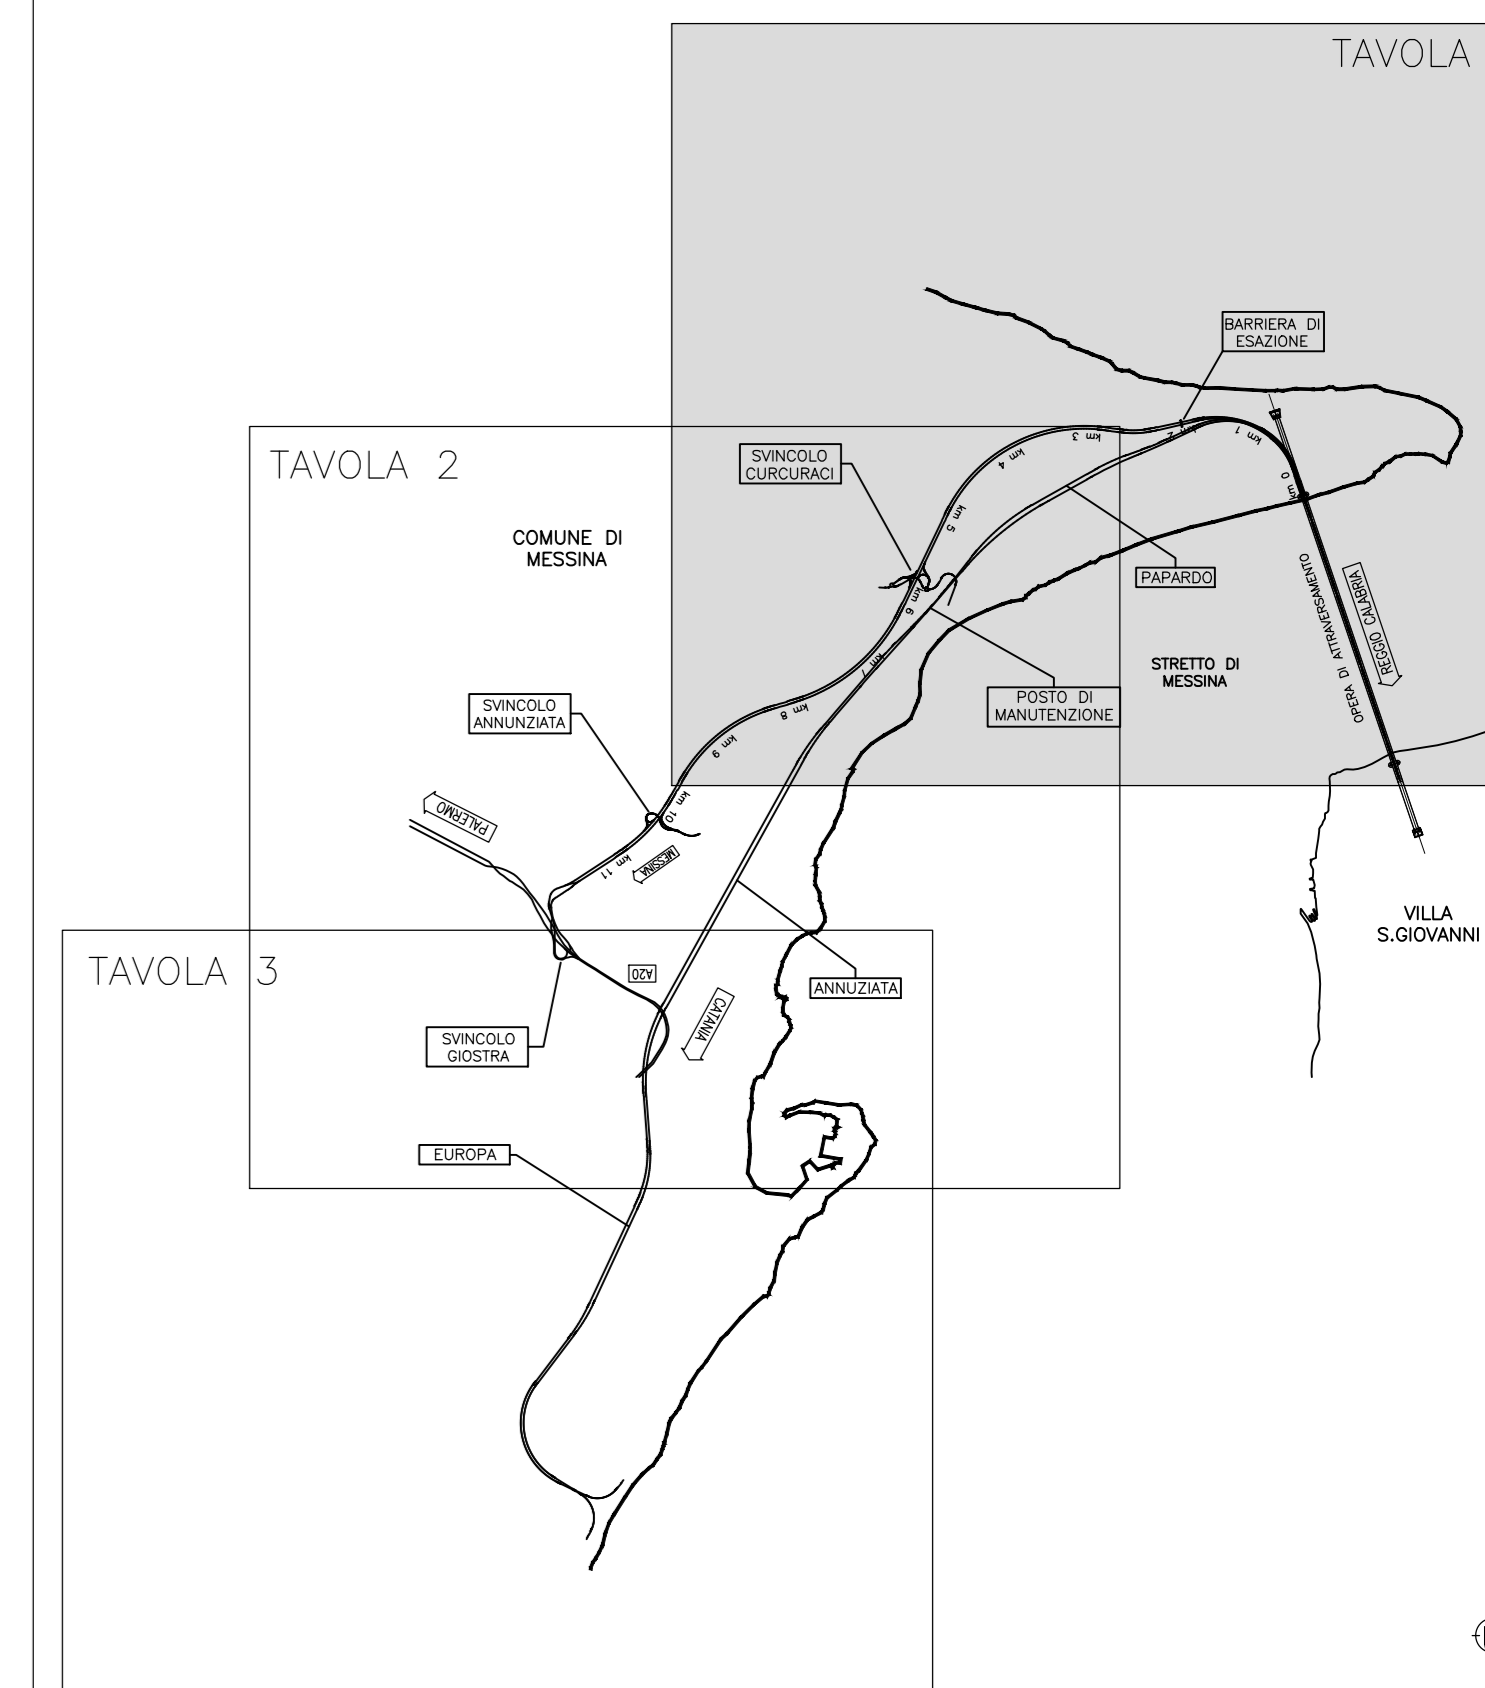 TAVOLA
BARRIERA DI
ESAZIONE
TAVOLA 2
SVINCOLO
CURCURACI
COMUNE DI
MESSINA
km 0
km 1
km 2
km 3
km 4
km 5
km 6
km 7
km 8
km 9
km 10
km 11
PAPARDO
OPERA DI ATTRAVERSAMENTO
REGGIO CALABRIA
STRETTO DI
MESSINA
POSTO DI
MANUTENZIONE
SVINCOLO
ANNUNZIATA
PALERMO
MESSINA
VILLA
S.GIOVANNI
TAVOLA 3
A20
ANNUZIATA
CATANIA
SVINCOLO
GIOSTRA
EUROPA